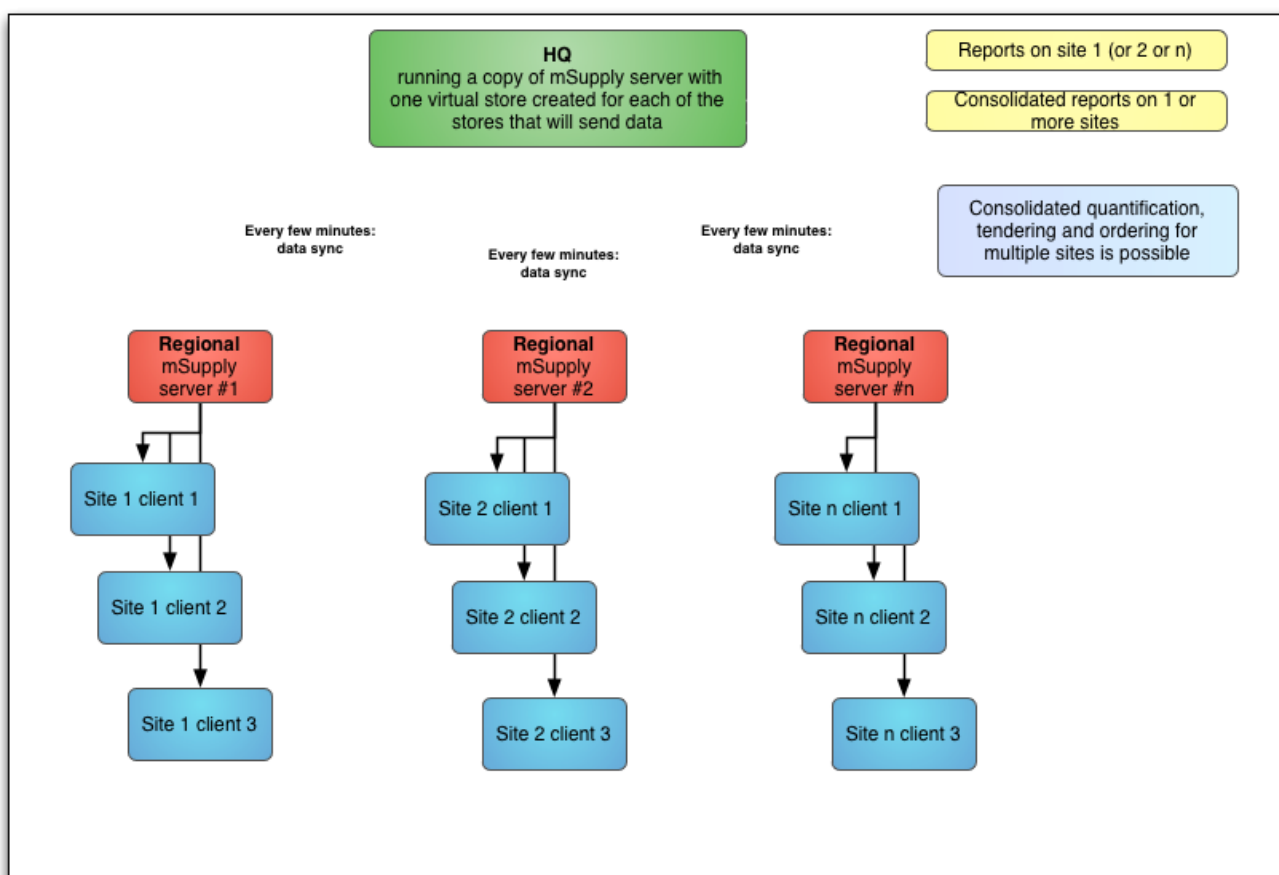 HQ
running a copy of mSupply server with
one virtual store created for each of the
stores that will send data
Reports on site 1 (or 2 or n)
Consolidated reports on 1 or
more sites
Consolidated quantification,
tendering and ordering for
multiple sites is possible
Every few minutes:
data sync
Every few minutes:
data sync
Every few minutes:
data sync
Regional
mSupply
server #1
Regional
mSupply
server #2
Regional
mSupply
server #n
Site 1 client 1
Site 2 client 1
Site n client 1
Site 1 client 2
Site 2 client 2
Site n client 2
Site 1 client 3
Site 2 client 3
Site n client 3